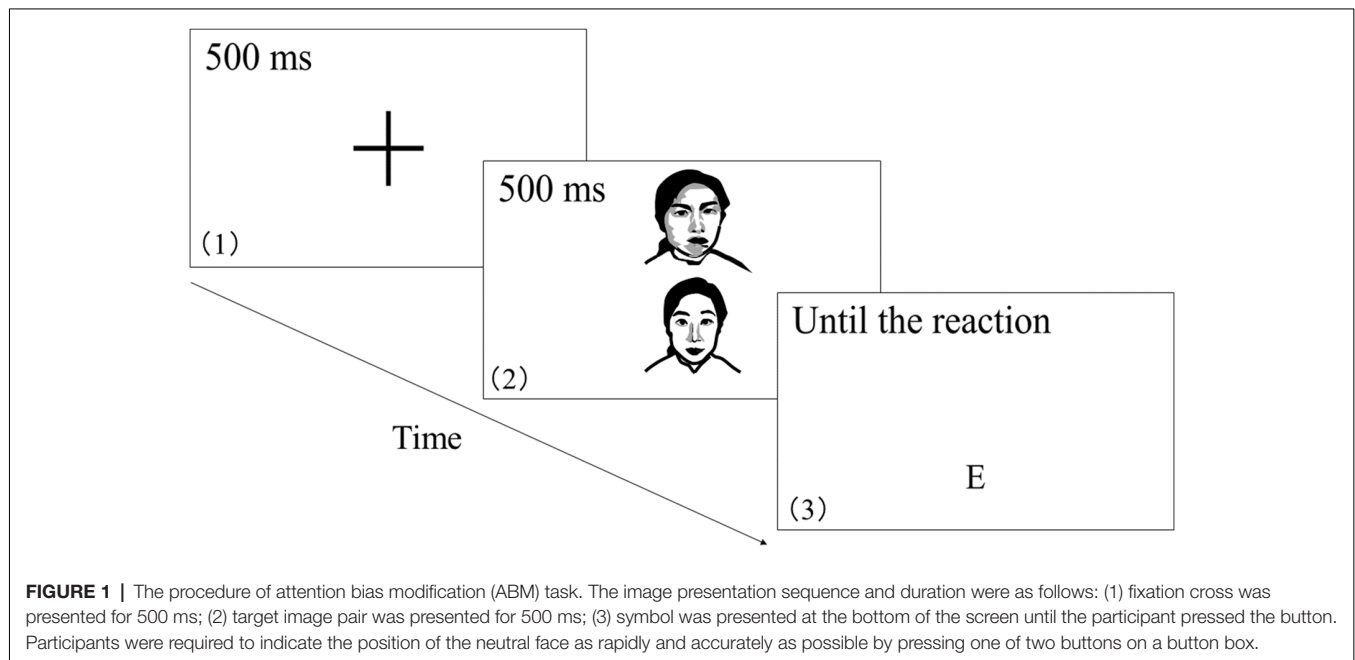 500 ms
(1)
500 ms
(2)
Until the reaction
E
(3)
Time
FIGURE 1 | The procedure of attention bias modification (ABM) task. The image presentation sequence and duration were as follows: (1) fixation cross was
presented for 500 ms; (2) target image pair was presented for 500 ms; (3) symbol was presented at the bottom of the screen until the participant pressed the button.
Participants were required to indicate the position of the neutral face as rapidly and accurately as possible by pressing one of two buttons on a button box.